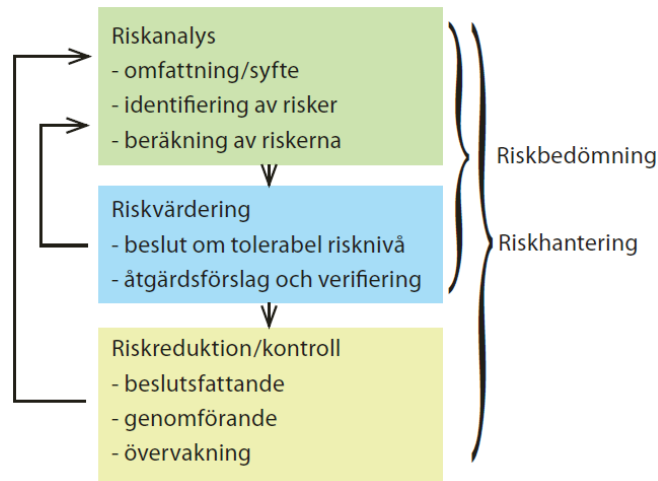 Riskanalys
- omfattning/syfte
- identifiering av risker
- beräkning av riskerna
Riskvärdering
- beslut om tolerabel risknivå
- åtgärdsförslag och verifiering
Riskreduktion/kontroll
- beslutsfattande
- genomförande
- övervakning
Riskbedömning
Riskhantering